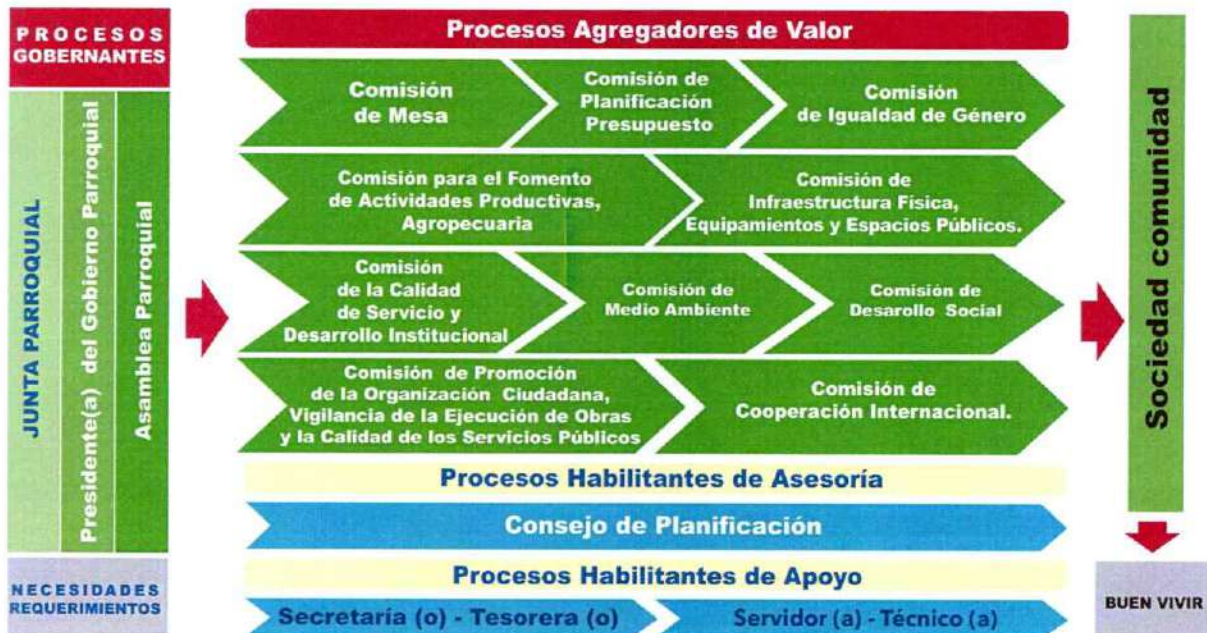 PROCESOS
GOBERNANTES
JUNTA PARROQUIAL
Presidente(a) del Gobierno Parroquial
Asamblea Parroquial
NECESIDADES
REQUERIMIENTOS
Procesos Agregadores de Valor
Comisión
de Mesa
Comisión de
Planificación
Presupuesto
Comisión
de Igualdad de Género
Comisión para el Fomento
de Actividades Productivas,
Agropecuaria
Comisión de
Infraestructura Física,
Equipamientos y Espacios Públicos.
Comisión
de la Calidad
de Servicio y
Desarrollo Institucional
Comisión de
Medio Ambiente
Comisión de
Desarollo Social
Comisión de Promoción
de la Organización Ciudadana,
Vigilancia de la Ejecución de Obras
y la Calidad de los Servicios Públicos
Comisión de
Cooperación Internacional.
Procesos Habilitantes de Asesoría
Consejo de Planificación
Procesos Habilitantes de Apoyo
Secretaría (o) - Tesorera (o)
Servidor (a) - Técnico (a)
Sociedad comunidad
BUEN VIVIR